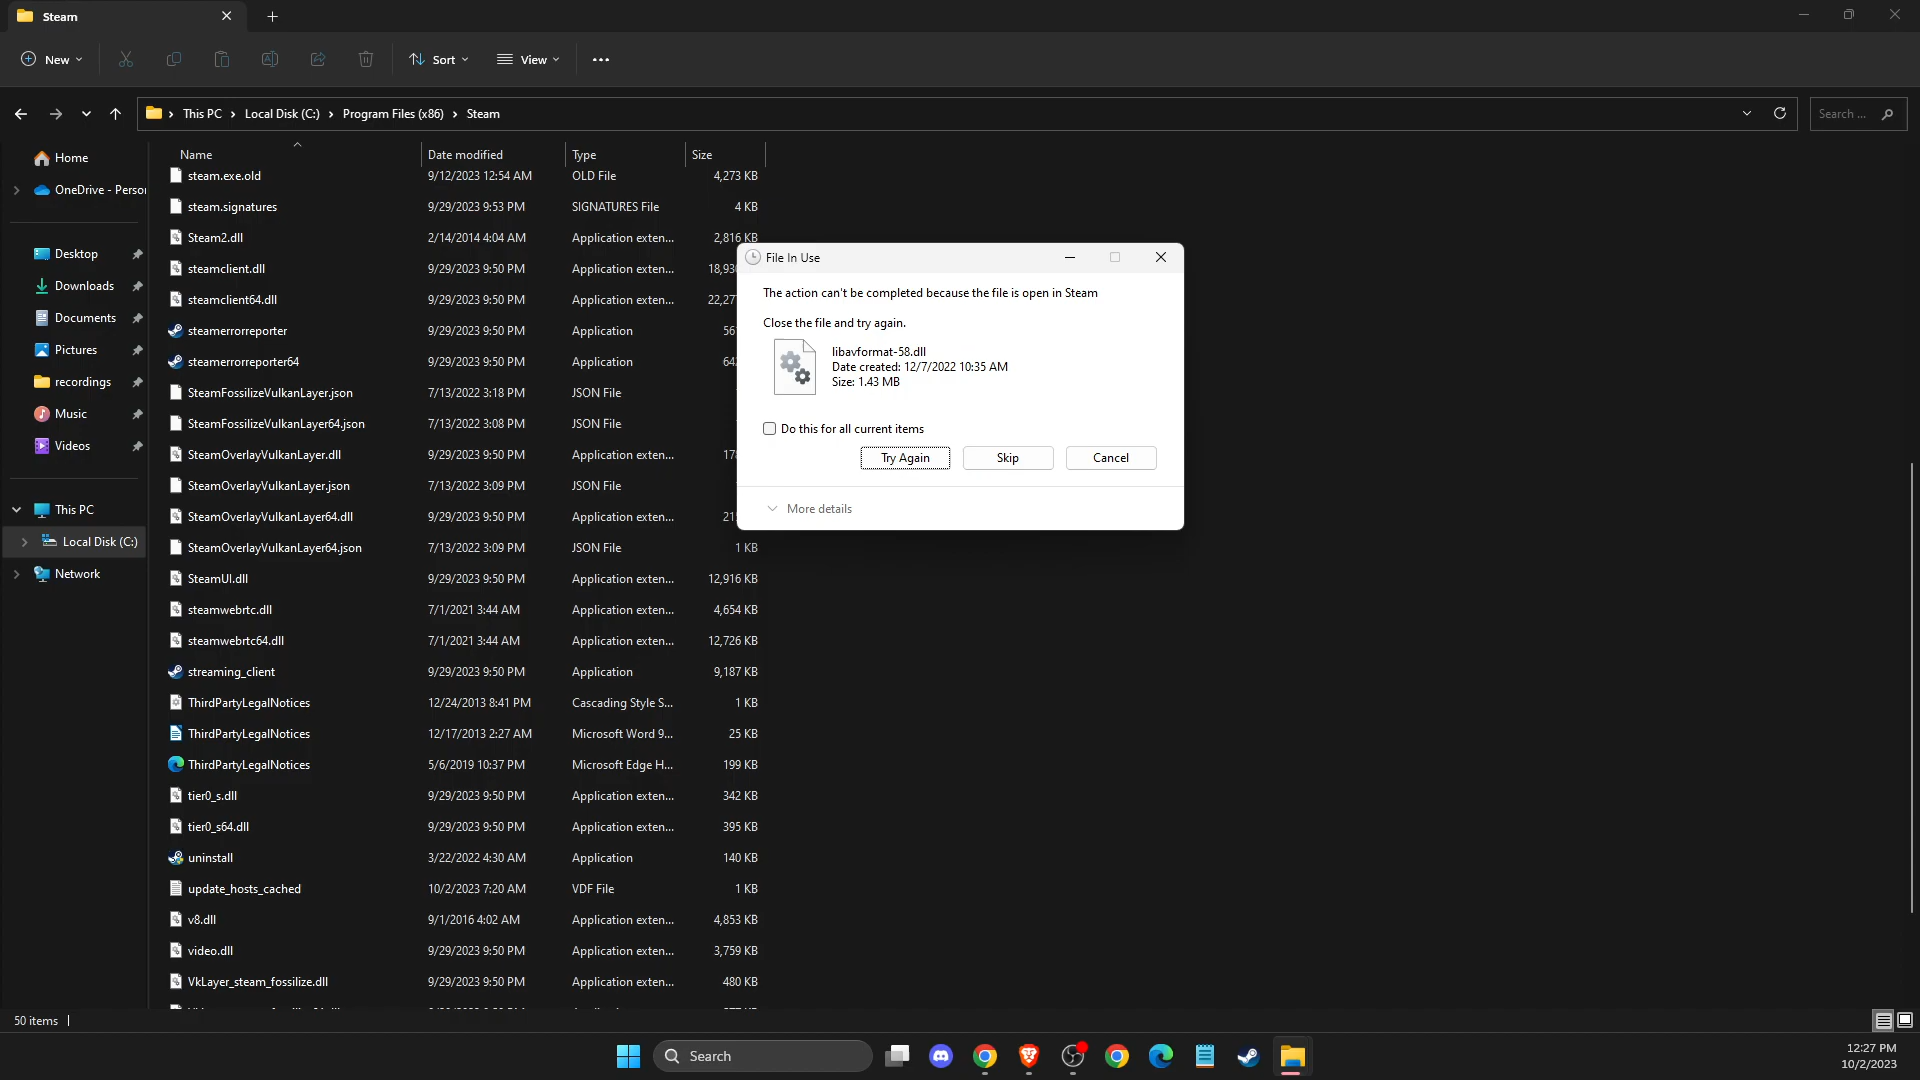 Steam
New
Sort
View
This PC
Local Disk (C:)
Program Files (x86)
Steam
Search ...
Home
OneDrive - Perso
Desktop
Downloads
Documents
Pictures
recordings
Music
Videos
This PC
Local Disk (C:)
Network
Name Date modified Type Size
steam.exe.old 9/12/2023 12:54 AM OLD File 4,273 KB
steam.signatures 9/29/2023 9:53 PM SIGNATURES File 4 KB
Steam2.dll 2/14/2014 4:04 AM Application exten... 2,816 KB
steamclient.dll 9/29/2023 9:50 PM Application exten... 18,930
steamclient64.dll 9/29/2023 9:50 PM Application exten... 22,27
steamerrorreporter 9/29/2023 9:50 PM Application 56
steamerrorreporter64 9/29/2023 9:50 PM Application 64
SteamFossilizeVulkanLayer.json 7/13/2022 3:18 PM JSON File
SteamFossilizeVulkanLayer64.json 7/13/2022 3:08 PM JSON File
SteamOverlayVulkanLayer.dll 9/29/2023 9:50 PM Application exten... 17
SteamOverlayVulkanLayer.json 7/13/2022 3:09 PM JSON File
SteamOverlayVulkanLayer64.dll 9/29/2023 9:50 PM Application exten... 21
SteamOverlayVulkanLayer64.json 7/13/2022 3:09 PM JSON File 1 KB
SteamUI.dll 9/29/2023 9:50 PM Application exten... 12,916 KB
steamwebrtc.dll 7/1/2021 3:44 AM Application exten... 4,654 KB
steamwebrtc64.dll 7/1/2021 3:44 AM Application exten... 12,726 KB
streaming_client 9/29/2023 9:50 PM Application 9,187 KB
ThirdPartyLegalNotices 12/24/2013 8:41 PM Cascading Style S... 1 KB
ThirdPartyLegalNotices 12/17/2013 2:27 AM Microsoft Word 9... 25 KB
ThirdPartyLegalNotices 5/6/2019 10:37 PM Microsoft Edge H... 199 KB
tier0_s.dll 9/29/2023 9:50 PM Application exten... 342 KB
tier0_s64.dll 9/29/2023 9:50 PM Application exten... 395 KB
uninstall 3/22/2022 4:30 AM Application 140 KB
update_hosts_cached 10/2/2023 7:20 AM VDF File 1 KB
v8.dll 9/1/2016 4:02 AM Application exten... 4,853 KB
video.dll 9/29/2023 9:50 PM Application exten... 3,759 KB
VkLayer_steam_fossilize.dll 9/29/2023 9:50 PM Application exten... 480 KB
File In Use
The action can't be completed because the file is open in Steam
Close the file and try again.
libavformat-58.dll
Date created: 12/7/2022 10:35 AM
Size: 1.43 MB
Do this for all current items
Try Again
Skip
Cancel
More details
50 items
Search
12:27 PM
10/2/2023